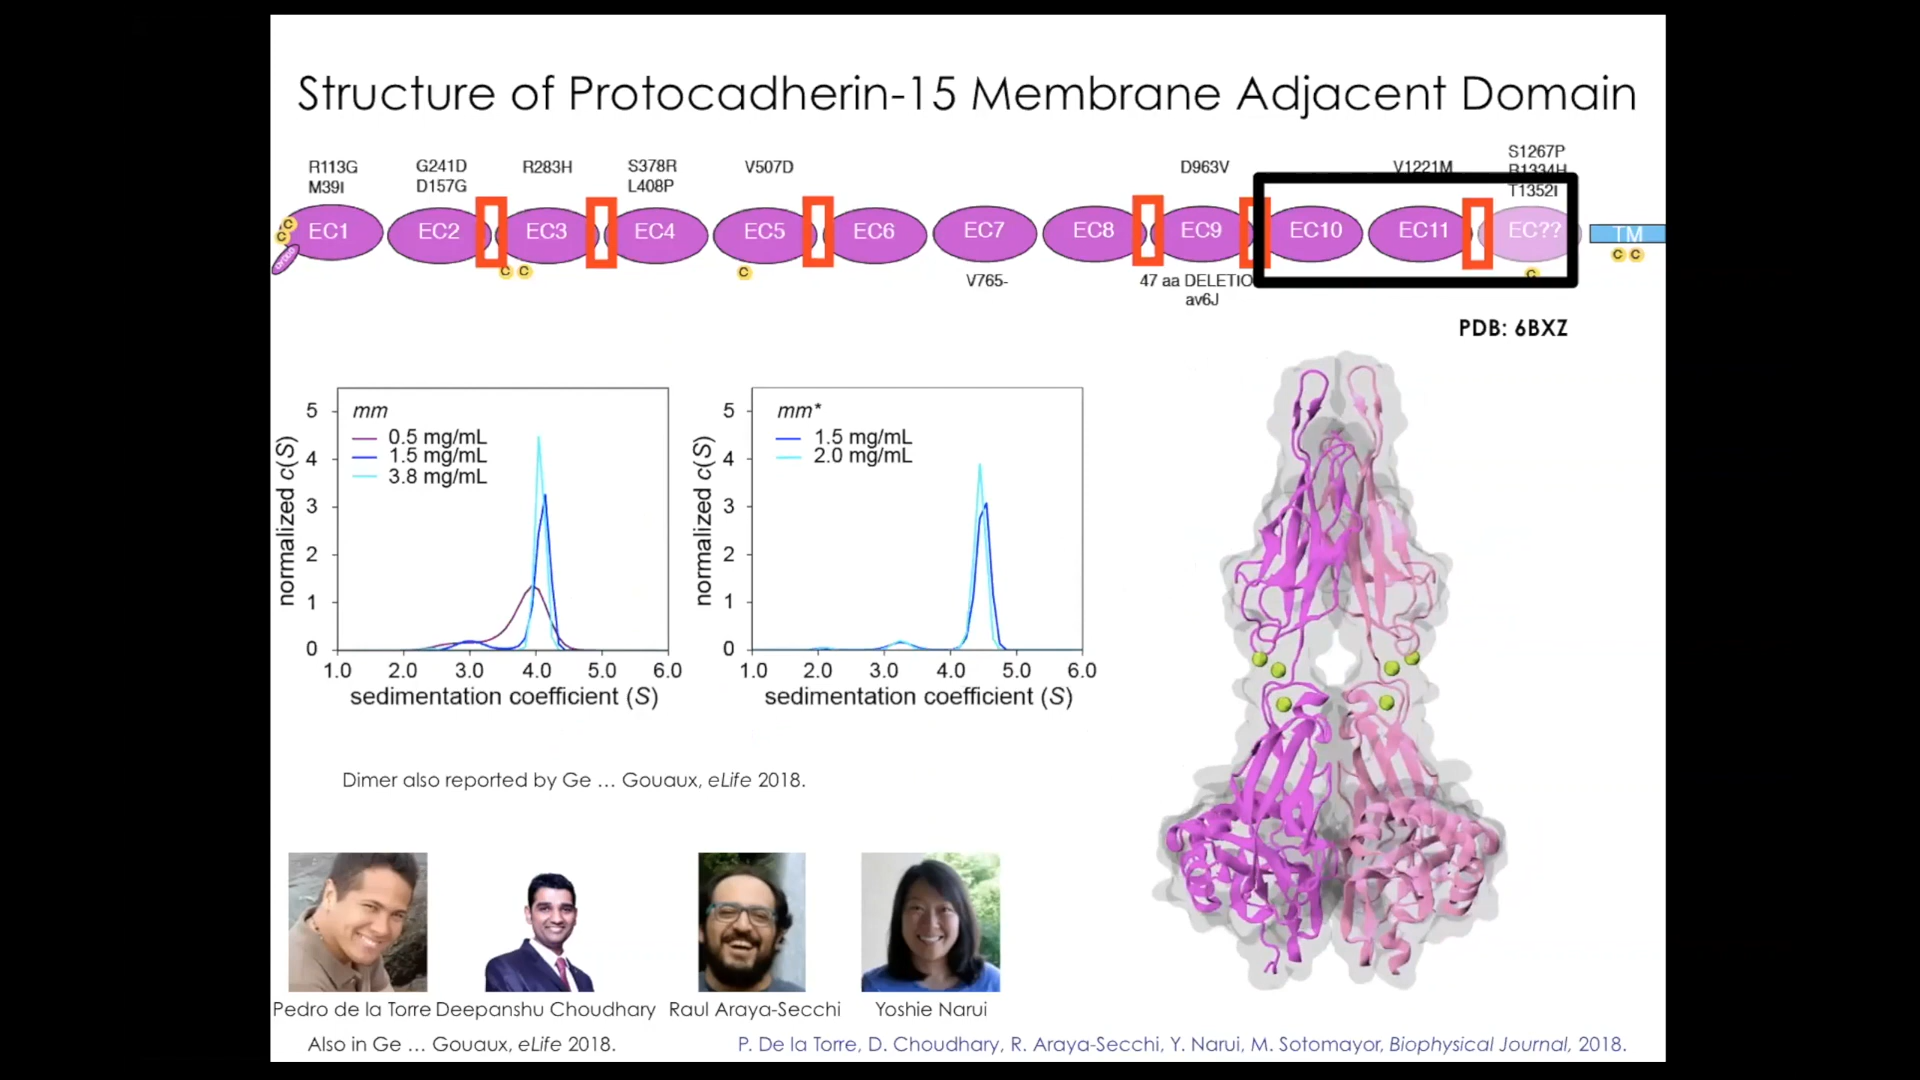 Structure of Protocadherin-15 Membrane Adjacent Domain
R113G
M39I
G241D
D157G
R283H
S378R
L408P
V507D
D963V
V1221M
S1267P
R1334H
T1352I
EC1 EC2 EC3 EC4 EC5 EC6 EC7 EC8 EC9 EC10 EC11 EC?? TM
C
C
C C
C
C
C C
V765-
47 aa DELETIO
av6J
PDB: 6BXZ
mm
0.5 mg/mL
1.5 mg/mL
3.8 mg/mL
normalized c(S)
5
4
3
2
1
0
1.0 2.0 3.0 4.0 5.0 6.0
sedimentation coefficient (S)
mm*
1.5 mg/mL
2.0 mg/mL
normalized c(S)
5
4
3
2
1
0
1.0 2.0 3.0 4.0 5.0 6.0
sedimentation coefficient (S)
Dimer also reported by Ge … Gouaux, eLife 2018.
Pedro de la Torre Deepanshu Choudhary Raul Araya-Secchi Yoshie Narui
Also in Ge … Gouaux, eLife 2018.
P. De la Torre, D. Choudhary, R. Araya-Secchi, Y. Narui, M. Sotomayor, Biophysical Journal, 2018.